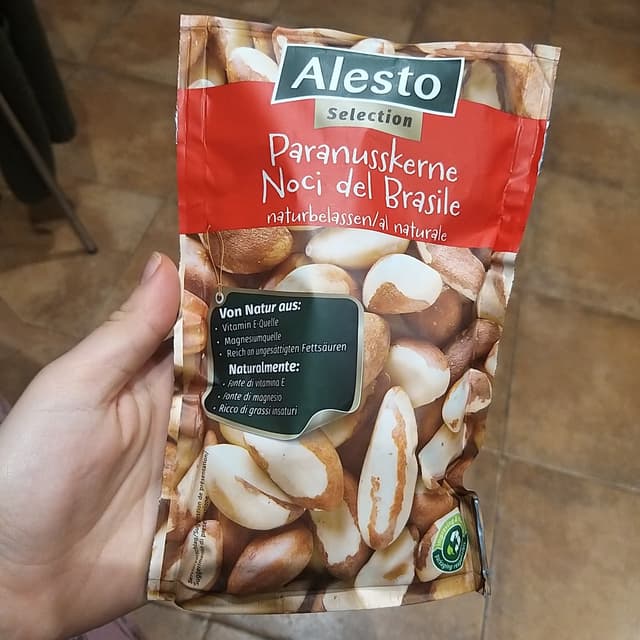 Alesto
Selection
Paranusskerne
Noci del Brasile
naturbelassen/al naturale
Von Natur aus:
• Vitamin E-Quelle
• Magnesiumquelle
• Reich an ungesättigten Fettsäuren
Naturalmente:
• Fonte di vitamina E
• Fonte di magnesio
• Ricco di grassi insaturi